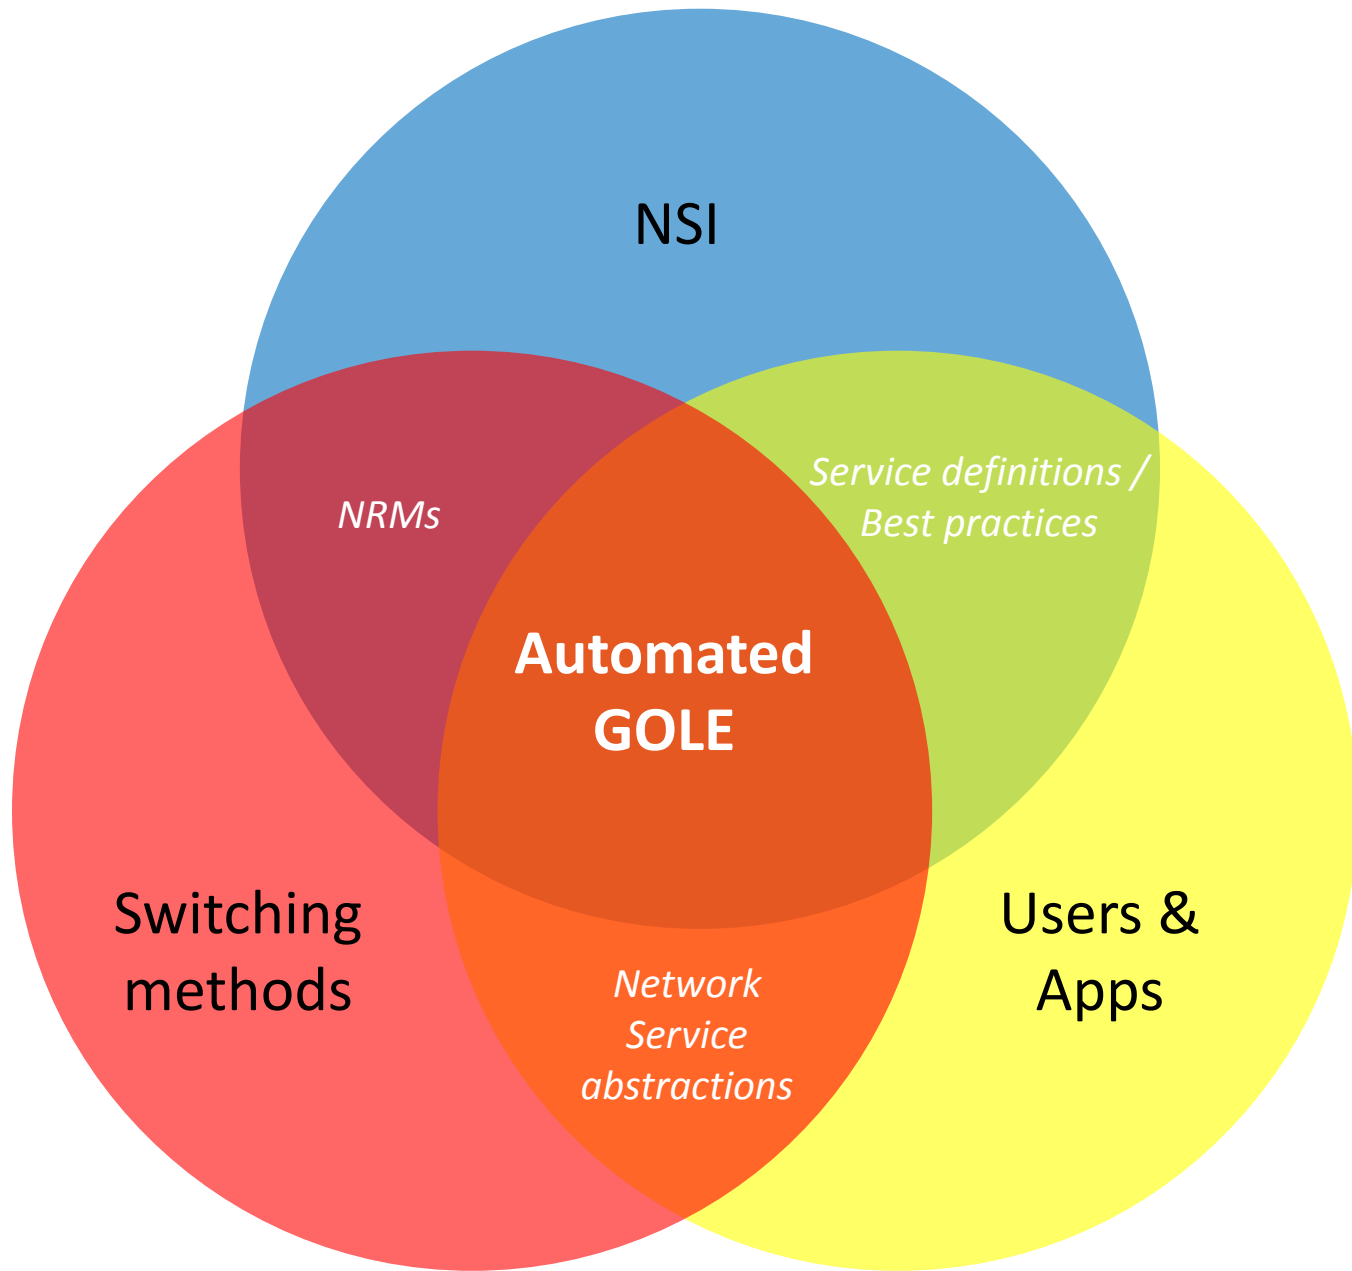 NSI
Service definitions /
Best practices
NRMs
Automated
GOLE
Switching
methods
Users &
Apps
Network
Service
abstractions